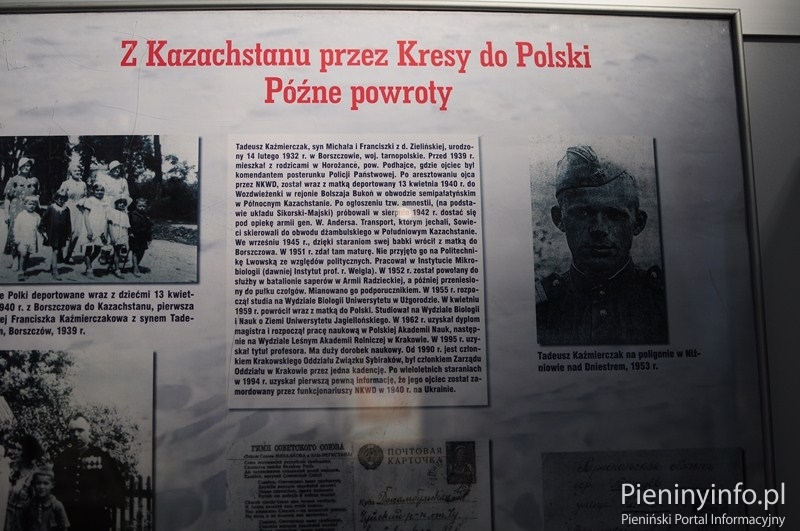 Z Kazachstanu przez Kresy do Polski
Późne powroty
Tadeusz Kaźmierczak, syn Michała i Franciszki z d. Zielińskiej, urodzo-
ny 14 lutego 1932 r. w Borszczowie, woj. tarnopolskie. Przed 1939 r.
mieszkał z rodzicami w Horożance, pow. Podhajce, gdzie ojciec był
komendantem posterunku Policji Państwowej. Po aresztowaniu ojca
przez NKWD, został wraz z matką deportowany 13 kwietnia 1940 r. do
Wozdwieżenki w rejonie Bolszaja Bukoń w obwodzie semipałatyńskim
w Północnym Kazachstanie. Po ogłoszeniu tzw. amnestii, (na podsta-
wie układu Sikorski-Majski) próbowali w sierpniu 1942 r. dostać się
pod opiekę armii gen. W. Andersa. Transport, którym jechali, Sowie-
ci skierowali do obwodu dżambulskiego w Południowym Kazachstanie.
We wrześniu 1945 r., dzięki staraniom swej babki wrócił z matką do
Borszczowa. W 1951 r. zdał tam maturę. Nie przyjęto go na Politechni-
kę Lwowską ze względów politycznych. Pracował w Instytucie Mikro-
biologii (dawniej Instytut prof. r. Weigla). W 1952 r. został powołany do
służby w batalionie saperów w Armii Radzieckiej, a później przeniesio-
ny do pułku czołgów. Mianowano go podporucznikiem. W 1955 r. rozpo-
czął studia na Wydziale Biologii Uniwersytetu w Użgorodzie. W kwietniu
1959 r. powrócił wraz z matką do Polski. Studiował na Wydziale Biologii
i Nauk o Ziemi Uniwersytetu Jagiellońskiego. W 1962 r. uzyskał dyplom
magistra i rozpoczął pracę naukową w Polskiej Akademii Nauk, następ-
nie na Wydziale Leśnym Akademii Rolniczej w Krakowie. W 1995 r. uzy-
skał tytuł profesora. Ma duży dorobek naukowy. Od 1990 r. jest człon-
kiem Krakowskiego Oddziału Związku Sybiraków, był członkiem Zarządu
Oddziału w Krakowie przez jedna kadencję. Po wieloletnich staraniach
w 1994 r. uzyskał pierwszą pewną informację, że jego ojciec został za-
mordowany przez funkcjonariuszy NKWD w 1940 r. na Ukrainie.
e Polki deportowane wraz z dziećmi 13 kwiet-
940 r. z Borszczowa do Kazachstanu, pierwsza
ej Franciszka Kaźmierczakowa z synem Tade-
m, Borszczów, 1939 r.
Tadeusz Kaźmierczak na poligonie w Niż-
niowie nad Dniestrem, 1953 r.
ГИМН СОВЕТСКОГО СОЮЗА
ПОЧТОВАЯ
КАРТОЧКА
Pieninyinfo.pl
Pieniński Portal Informacyjny